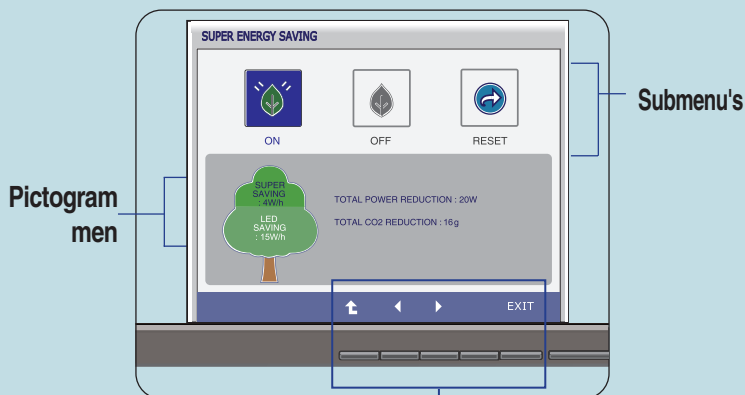 SUPER ENERGY SAVING
ON
OFF
RESET
Submenu's
Pictogram
men
SUPER
SAVING
: 4W/h
LED
SAVING
: 15W/h
TOTAL POWER REDUCTION : 20W
TOTAL CO2 REDUCTION : 16g
EXIT